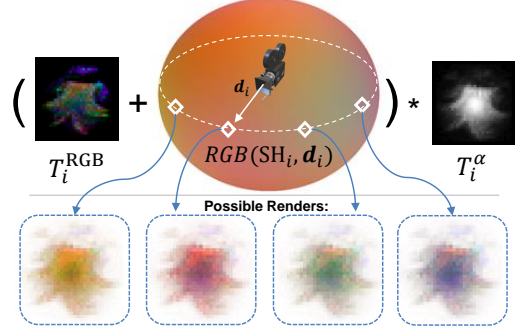 ( + ) *
d_i
T_i^RGB
RGB(SH_i, d_i)
T_i^α
Possible Renders: